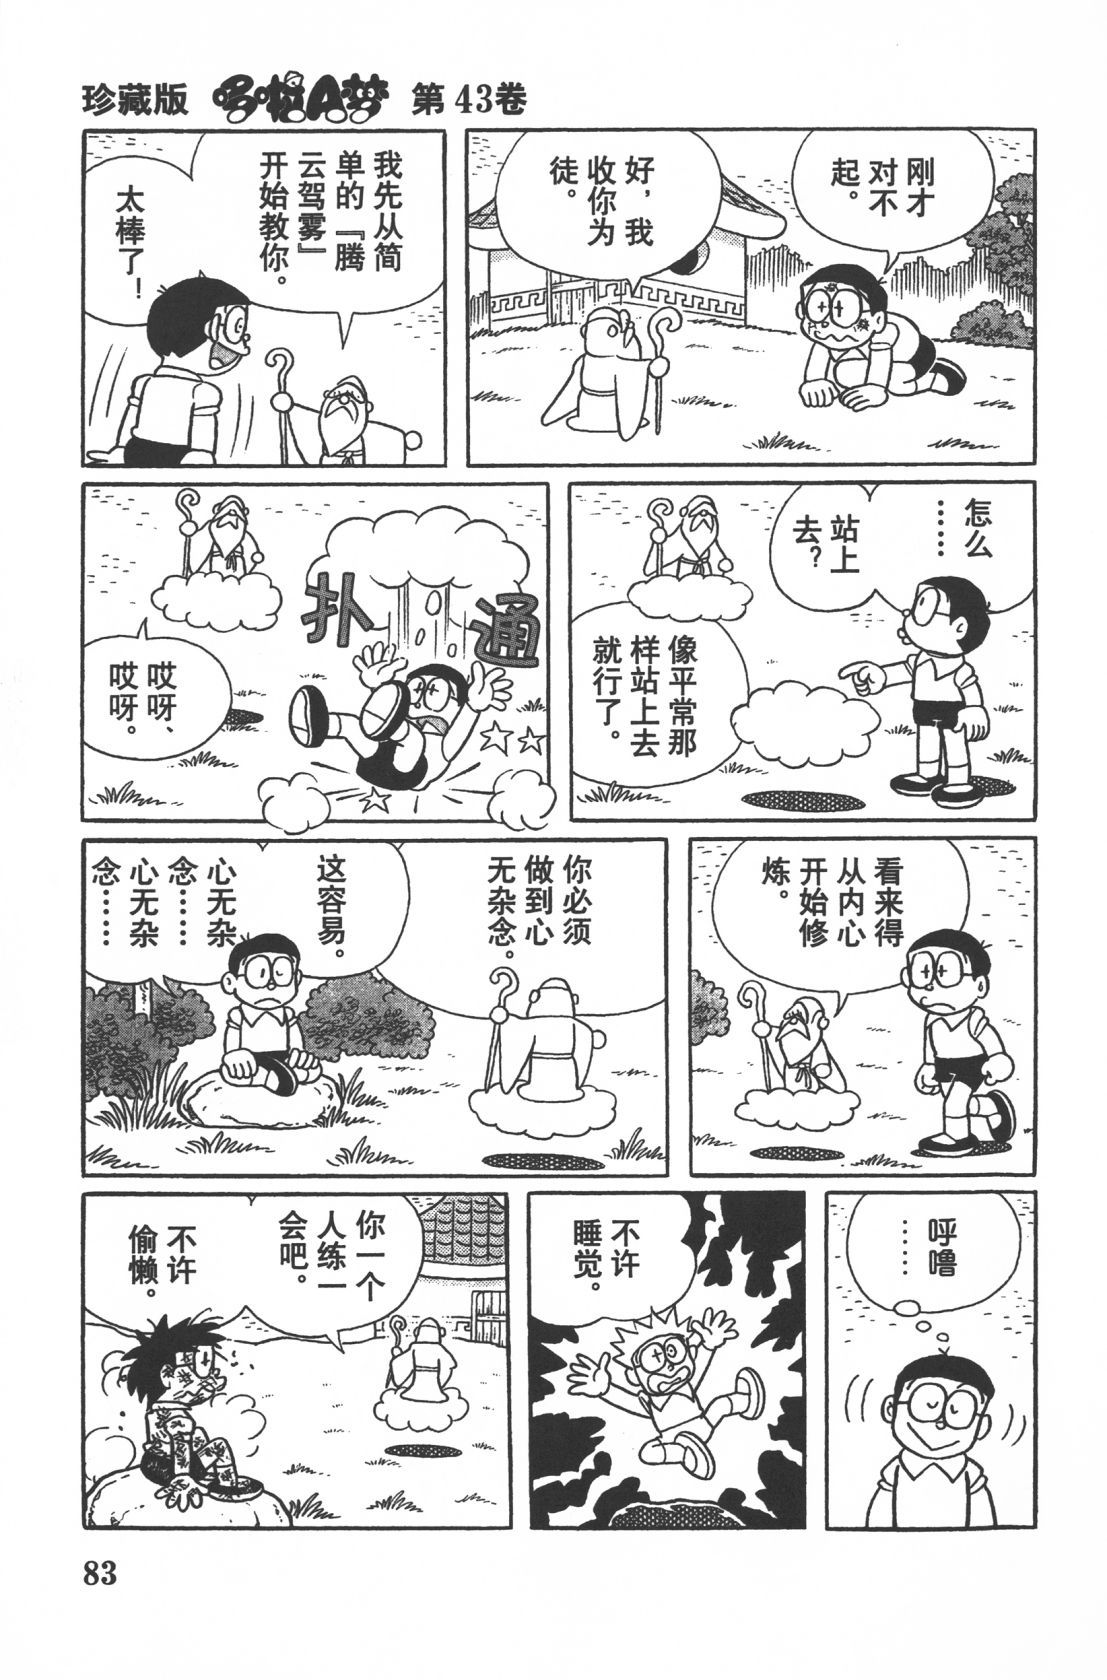 珍藏版 哆啦A梦 第43卷
刚才
对不
起。
好，我
收你为
徒。
我先从简
单的『腾
云驾雾』
开始教你。
太棒了！
怎么
……
站上
去？
像平常那
样站上去
就行了。
扑
通
哎呀、
哎呀。
看来得
从内心
开始修
炼。
你必须
做到心
无杂念。
这容易。
心无杂
念……
心无杂
念……
呼噜
……
不许
睡觉。
你一个
人练一
会吧。
不许
偷懒。
83